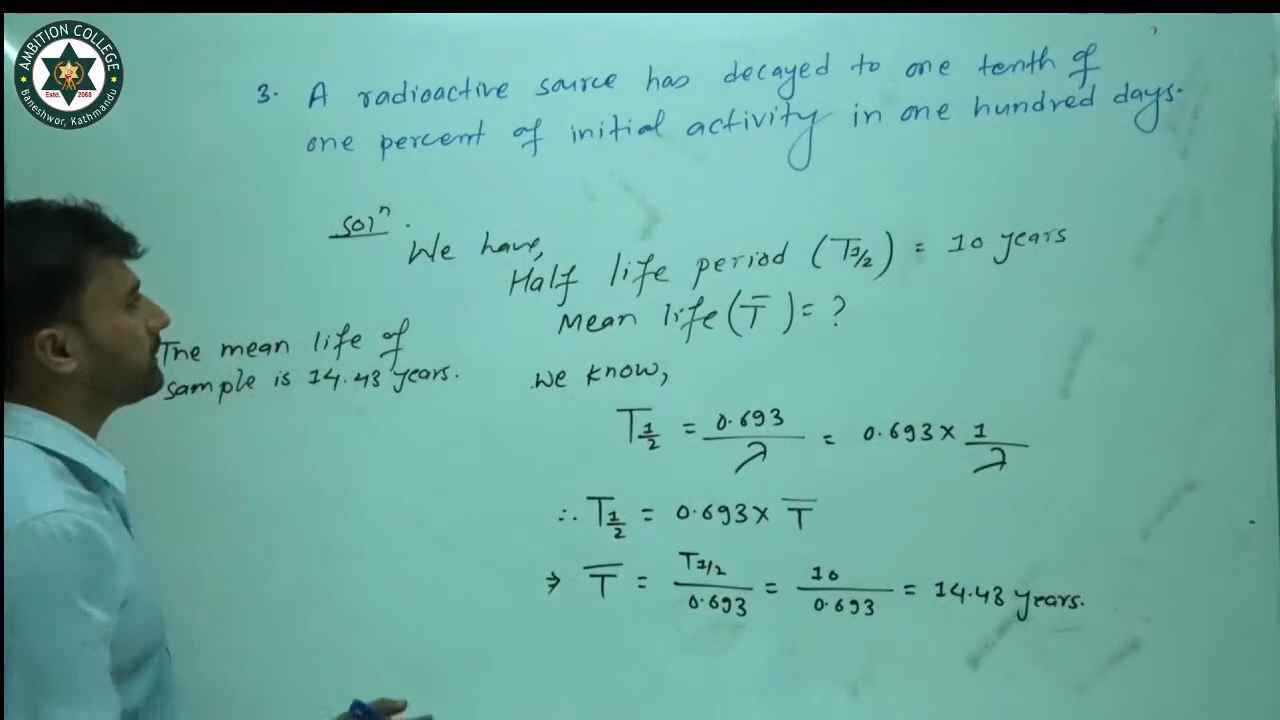 AMBITION COLLEGE
Estd. 2068
Baneshwor, Kathmandu
3. A radioactive source has decayed to one tenth of
one percent of initial activity in one hundred days.
Solⁿ.
We have,
Half life period (T1/2) = 10 years
Mean life (T̅) = ?
The mean life of
sample is 14.43 years.
We know,
T1/2 = 0.693/λ = 0.693 × 1/λ
∴ T1/2 = 0.693 × T̅
⇒ T̅ = T1/2/0.693 = 10/0.693 = 14.43 years.